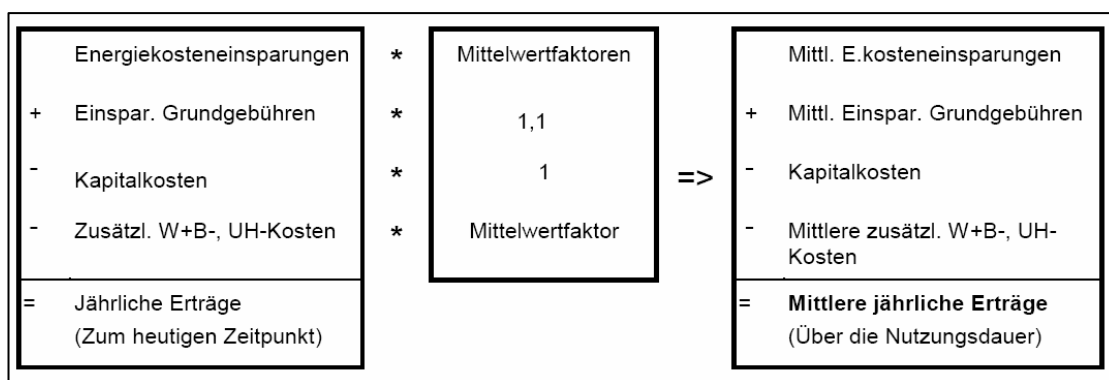 Energiekosteneinsparungen * Mittelwertfaktoren Mittl. E.kosteneinsparungen
+ Einspar. Grundgebühren * 1,1 + Mittl. Einspar. Grundgebühren
- Kapitalkosten * 1 => - Kapitalkosten
- Zusätzl. W+B-, UH-Kosten * Mittelwertfaktor - Mittlere zusätzl. W+B-, UH-
Kosten
= Jährliche Erträge = Mittlere jährliche Erträge
(Zum heutigen Zeitpunkt) (Über die Nutzungsdauer)